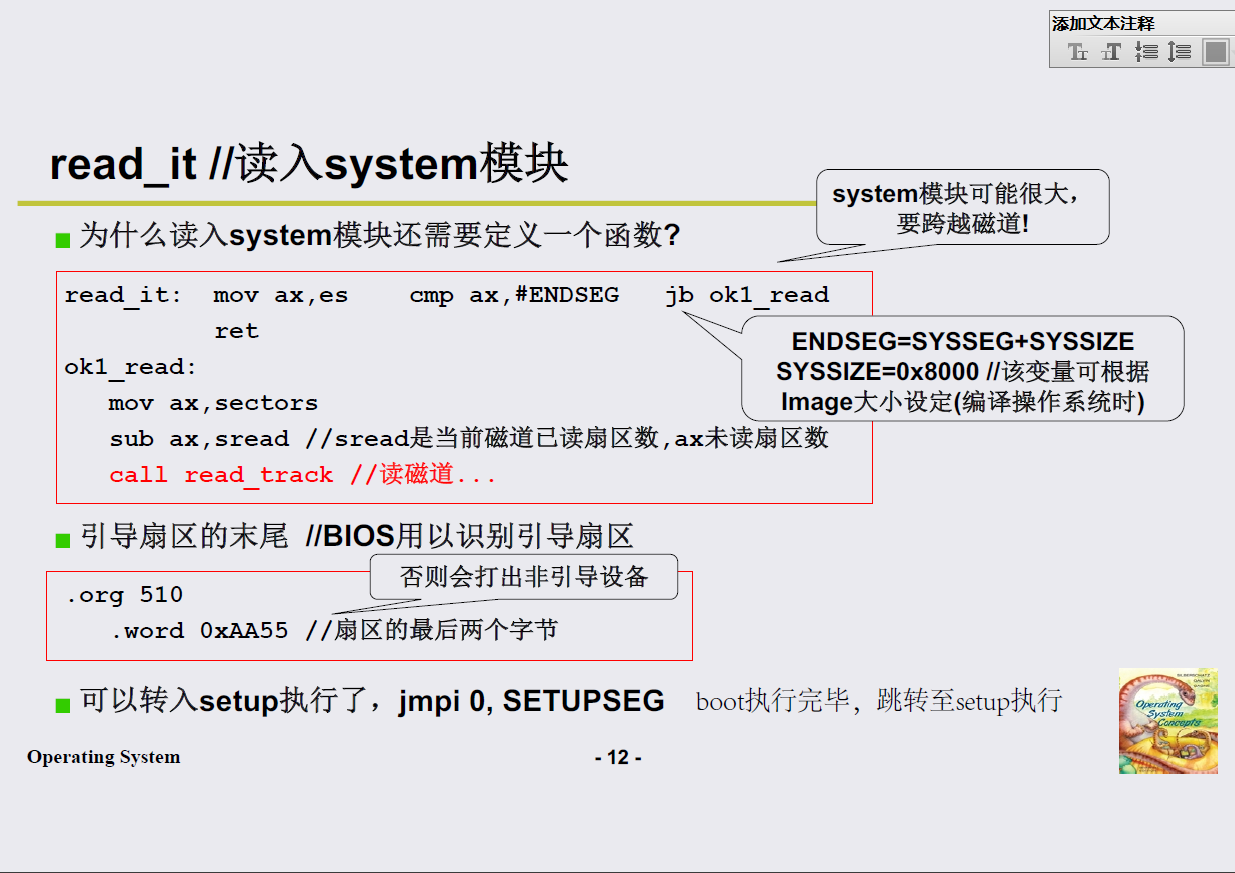 添加文本注释
read_it //读入system模块
system模块可能很大，
要跨越磁道!
为什么读入system模块还需要定义一个函数?
read_it: mov ax,es cmp ax,#ENDSEG jb ok1_read
ret
ENDSEG=SYSSEG+SYSSIZE
SYSSIZE=0x8000 //该变量可根据
Image大小设定(编译操作系统时)
ok1_read:
mov ax,sectors
sub ax,sread //sread是当前磁道已读扇区数,ax未读扇区数
call read_track //读磁道...
引导扇区的末尾 //BIOS用以识别引导扇区
否则会打出非引导设备
.org 510
.word 0xAA55 //扇区的最后两个字节
可以转入setup执行了，jmpi 0, SETUPSEG boot执行完毕，跳转至setup执行
Operating
System
Concepts
Operating System
- 12 -